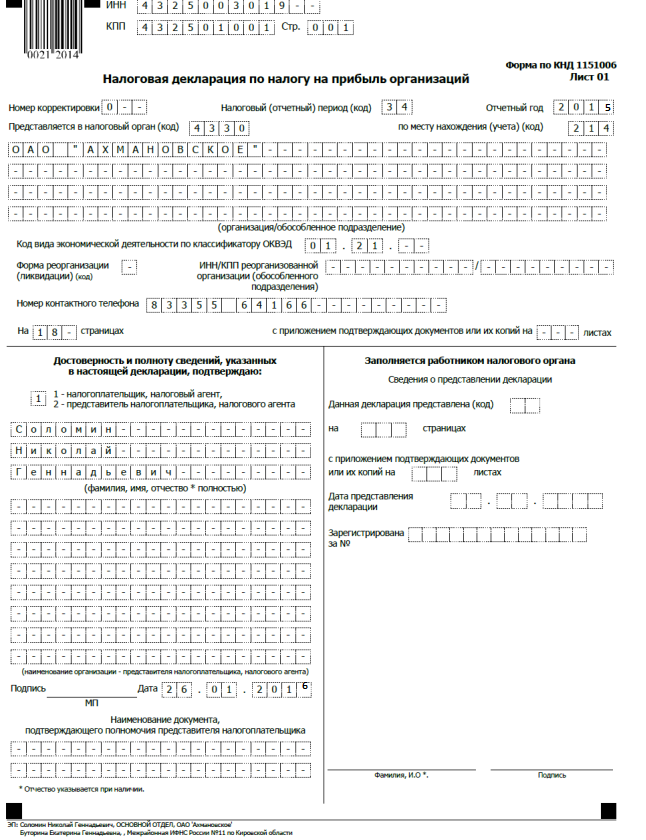 ИНН 4325003019--
КПП 432501001 Стр. 001
0021 2014
Форма по КНД 1151006
Лист 01
Налоговая декларация по налогу на прибыль организаций
Номер корректировки 0-- Налоговый (отчетный) период (код) 34 Отчетный год 2015
Представляется в налоговый орган (код) 4330 по месту нахождения (учета) (код) 214
ОАО "АХМАНОВСКОЕ"-----------------------
----------------------------------------
----------------------------------------
----------------------------------------
(организация/обособленное подразделение)
Код вида экономической деятельности по классификатору ОКВЭД 01.21.--
Форма реорганизации (ликвидации) (код) - ИНН/КПП реорганизованной организации (обособленного подразделения) ----------/---------
Номер контактного телефона 83355 64166---------
На 18- страницах с приложением подтверждающих документов или их копий на --- листах
Достоверность и полноту сведений, указанных
в настоящей декларации, подтверждаю:
1 1 - налогоплательщик, налоговый агент,
2 - представитель налогоплательщика, налогового агента
Соломин-------------
Николай-------------
Геннадьевич---------
(фамилия, имя, отчество * полностью)
--------------------
--------------------
--------------------
--------------------
--------------------
--------------------
--------------------
--------------------
(наименование организации - представителя налогоплательщика, налогового агента)
Подпись Дата 26.01.2016
МП
Наименование документа,
подтверждающего полномочия представителя налогоплательщика
--------------------
--------------------
* Отчество указывается при наличии.
Заполняется работником налогового органа
Сведения о представлении декларации
Данная декларация представлена (код)
на страницах
с приложением подтверждающих документов
или их копий на листах
Дата представления
декларации . .
Зарегистрирована
за №
Фамилия, И.О *. Подпись
ЭП: Соломин Николай Геннадьевич, ОСНОВНОЙ ОТДЕЛ, ОАО "Ахмановское"
Буторина Екатерина Геннадьевна, , Межрайонная ИФНС России №11 по Кировской области